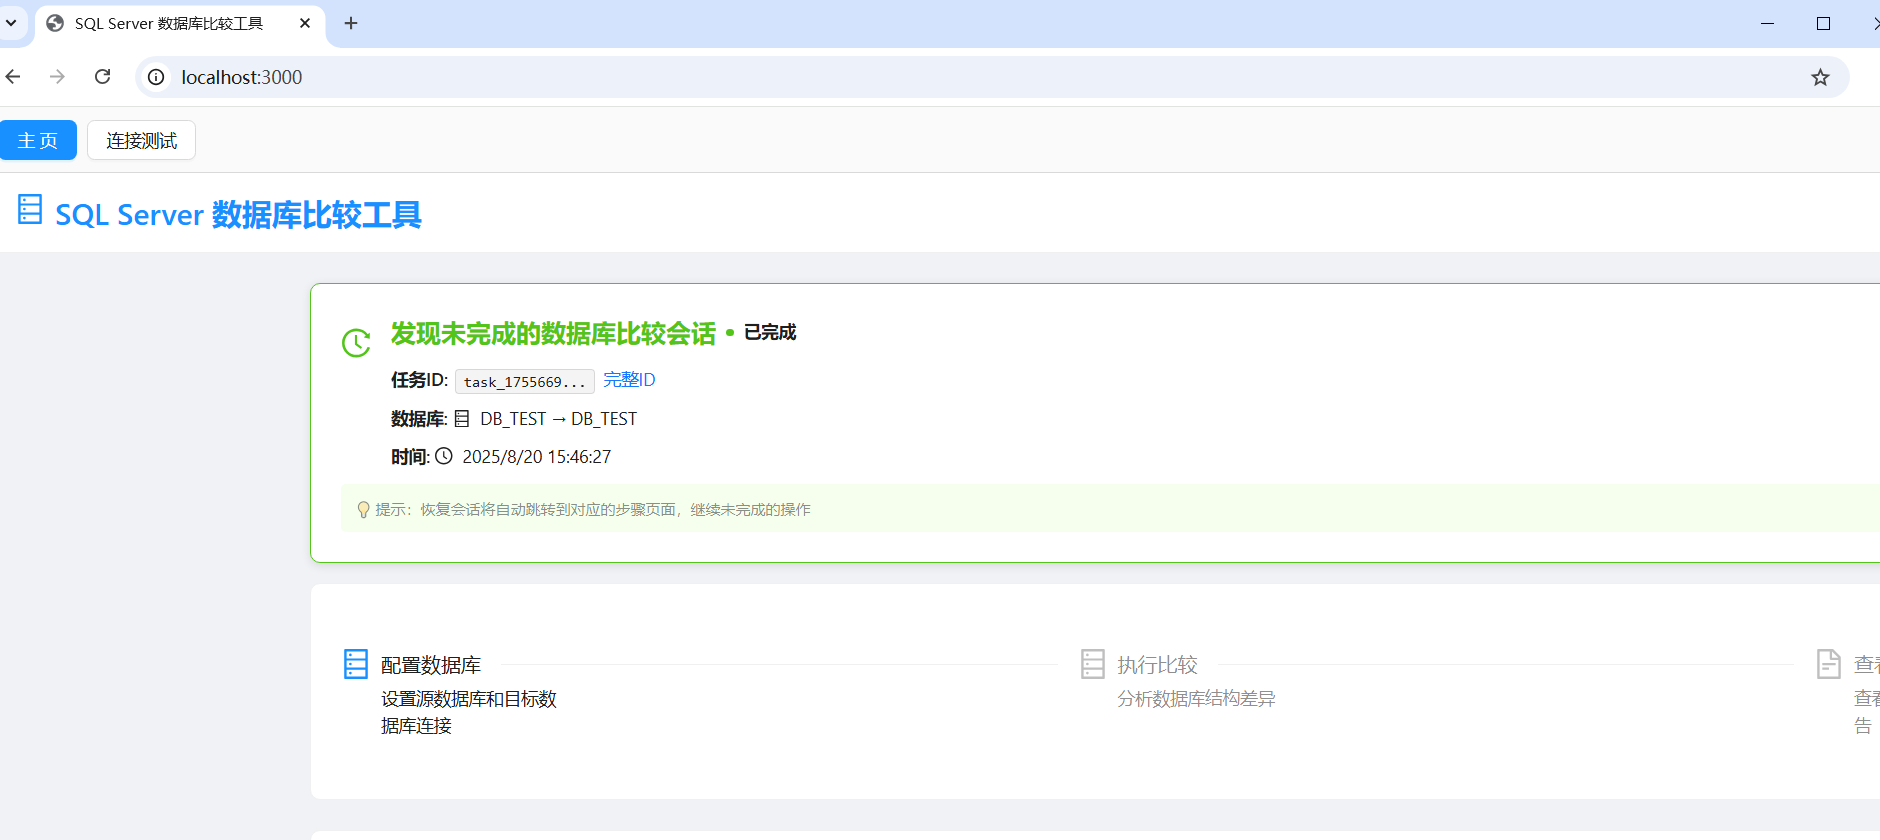 SQL Server 数据库比较工具
localhost:3000
主 页
连接测试
SQL Server 数据库比较工具
发现未完成的数据库比较会话 • 已完成
任务ID: task_1755669... 完整ID
数据库: DB_TEST → DB_TEST
时间: 2025/8/20 15:46:27
提示：恢复会话将自动跳转到对应的步骤页面，继续未完成的操作
配置数据库
设置源数据库和目标数
据库连接
执行比较
分析数据库结构差异
查看
查看
告